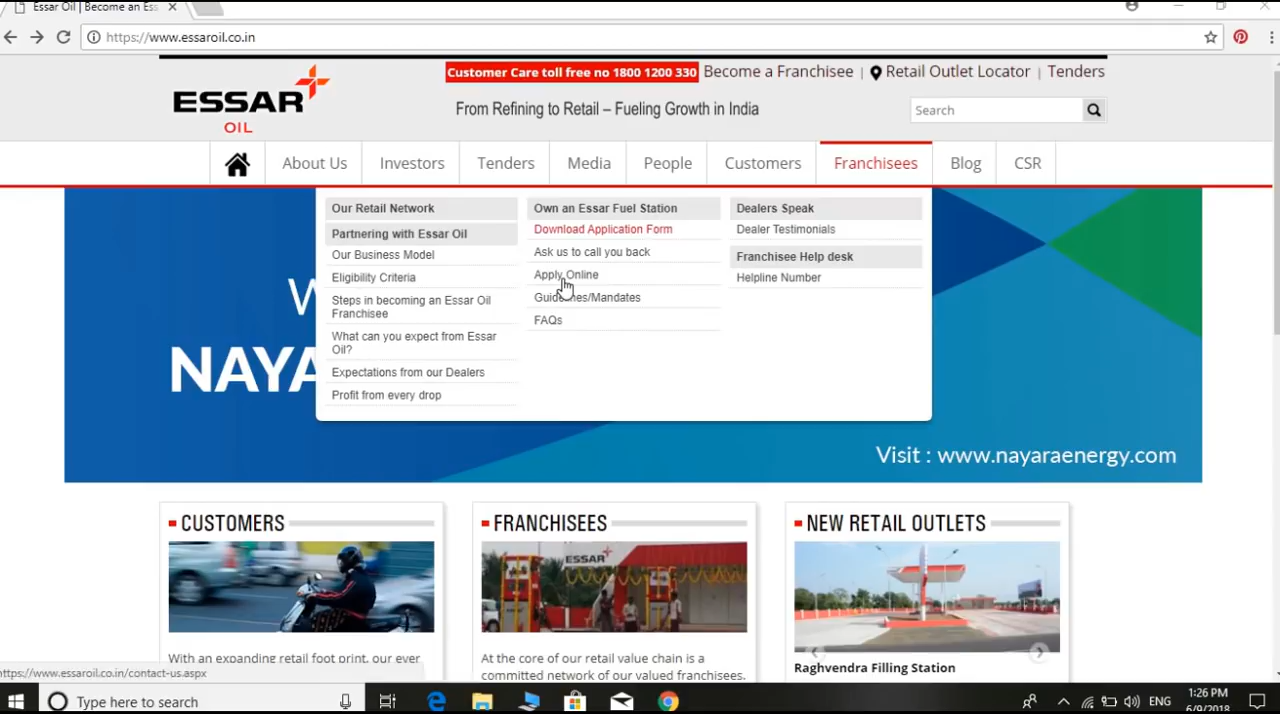 Essar Oil | Become an Ess
https://www.essaroil.co.in
Customer Care toll free no 1800 1200 330
Become a Franchisee | Retail Outlet Locator | Tenders
ESSAR
OIL
From Refining to Retail – Fueling Growth in India
Search
About Us
Investors
Tenders
Media
People
Customers
Franchisees
Blog
CSR
Our Retail Network
Partnering with Essar Oil
Our Business Model
Eligibility Criteria
Steps in becoming an Essar Oil
Franchisee
What can you expect from Essar
Oil?
Expectations from our Dealers
Profit from every drop
Own an Essar Fuel Station
Download Application Form
Ask us to call you back
Apply Online
Guidelines/Mandates
FAQs
Dealers Speak
Dealer Testimonials
Franchisee Help desk
Helpline Number
W
NAYA
Visit : www.nayaraenergy.com
CUSTOMERS
With an expanding retail foot print, our ever
FRANCHISEES
ESSAR
At the core of our retail value chain is a
committed network of our valued franchisees.
NEW RETAIL OUTLETS
Raghvendra Filling Station
https://www.essaroil.co.in/contact-us.aspx
Type here to search
ENG
1:26 PM
6/9/2018